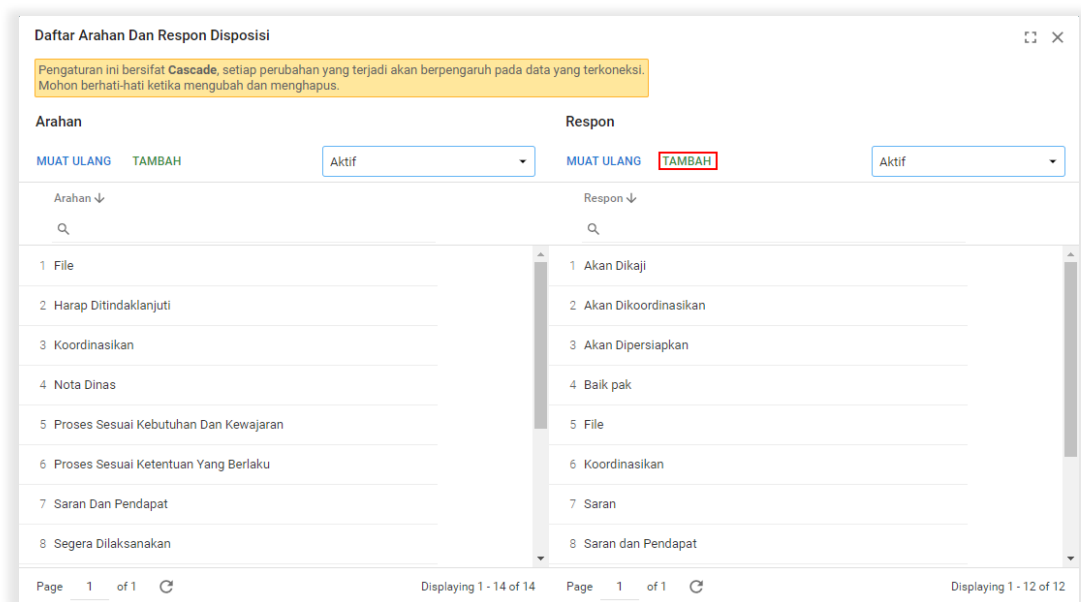 Daftar Arahan Dan Respon Disposisi
Pengaturan ini bersifat Cascade, setiap perubahan yang terjadi akan berpengaruh pada data yang terkoneksi.
Mohon berhati-hati ketika mengubah dan menghapus.
Arahan
MUAT ULANG TAMBAH Aktif
Arahan
1 File
2 Harap Ditindaklanjuti
3 Koordinasikan
4 Nota Dinas
5 Proses Sesuai Kebutuhan Dan Kewajaran
6 Proses Sesuai Ketentuan Yang Berlaku
7 Saran Dan Pendapat
8 Segera Dilaksanakan
Page 1 of 1 Displaying 1 - 14 of 14
Respon
MUAT ULANG TAMBAH Aktif
Respon
1 Akan Dikaji
2 Akan Dikoordinasikan
3 Akan Dipersiapkan
4 Baik pak
5 File
6 Koordinasikan
7 Saran
8 Saran dan Pendapat
Page 1 of 1 Displaying 1 - 12 of 12